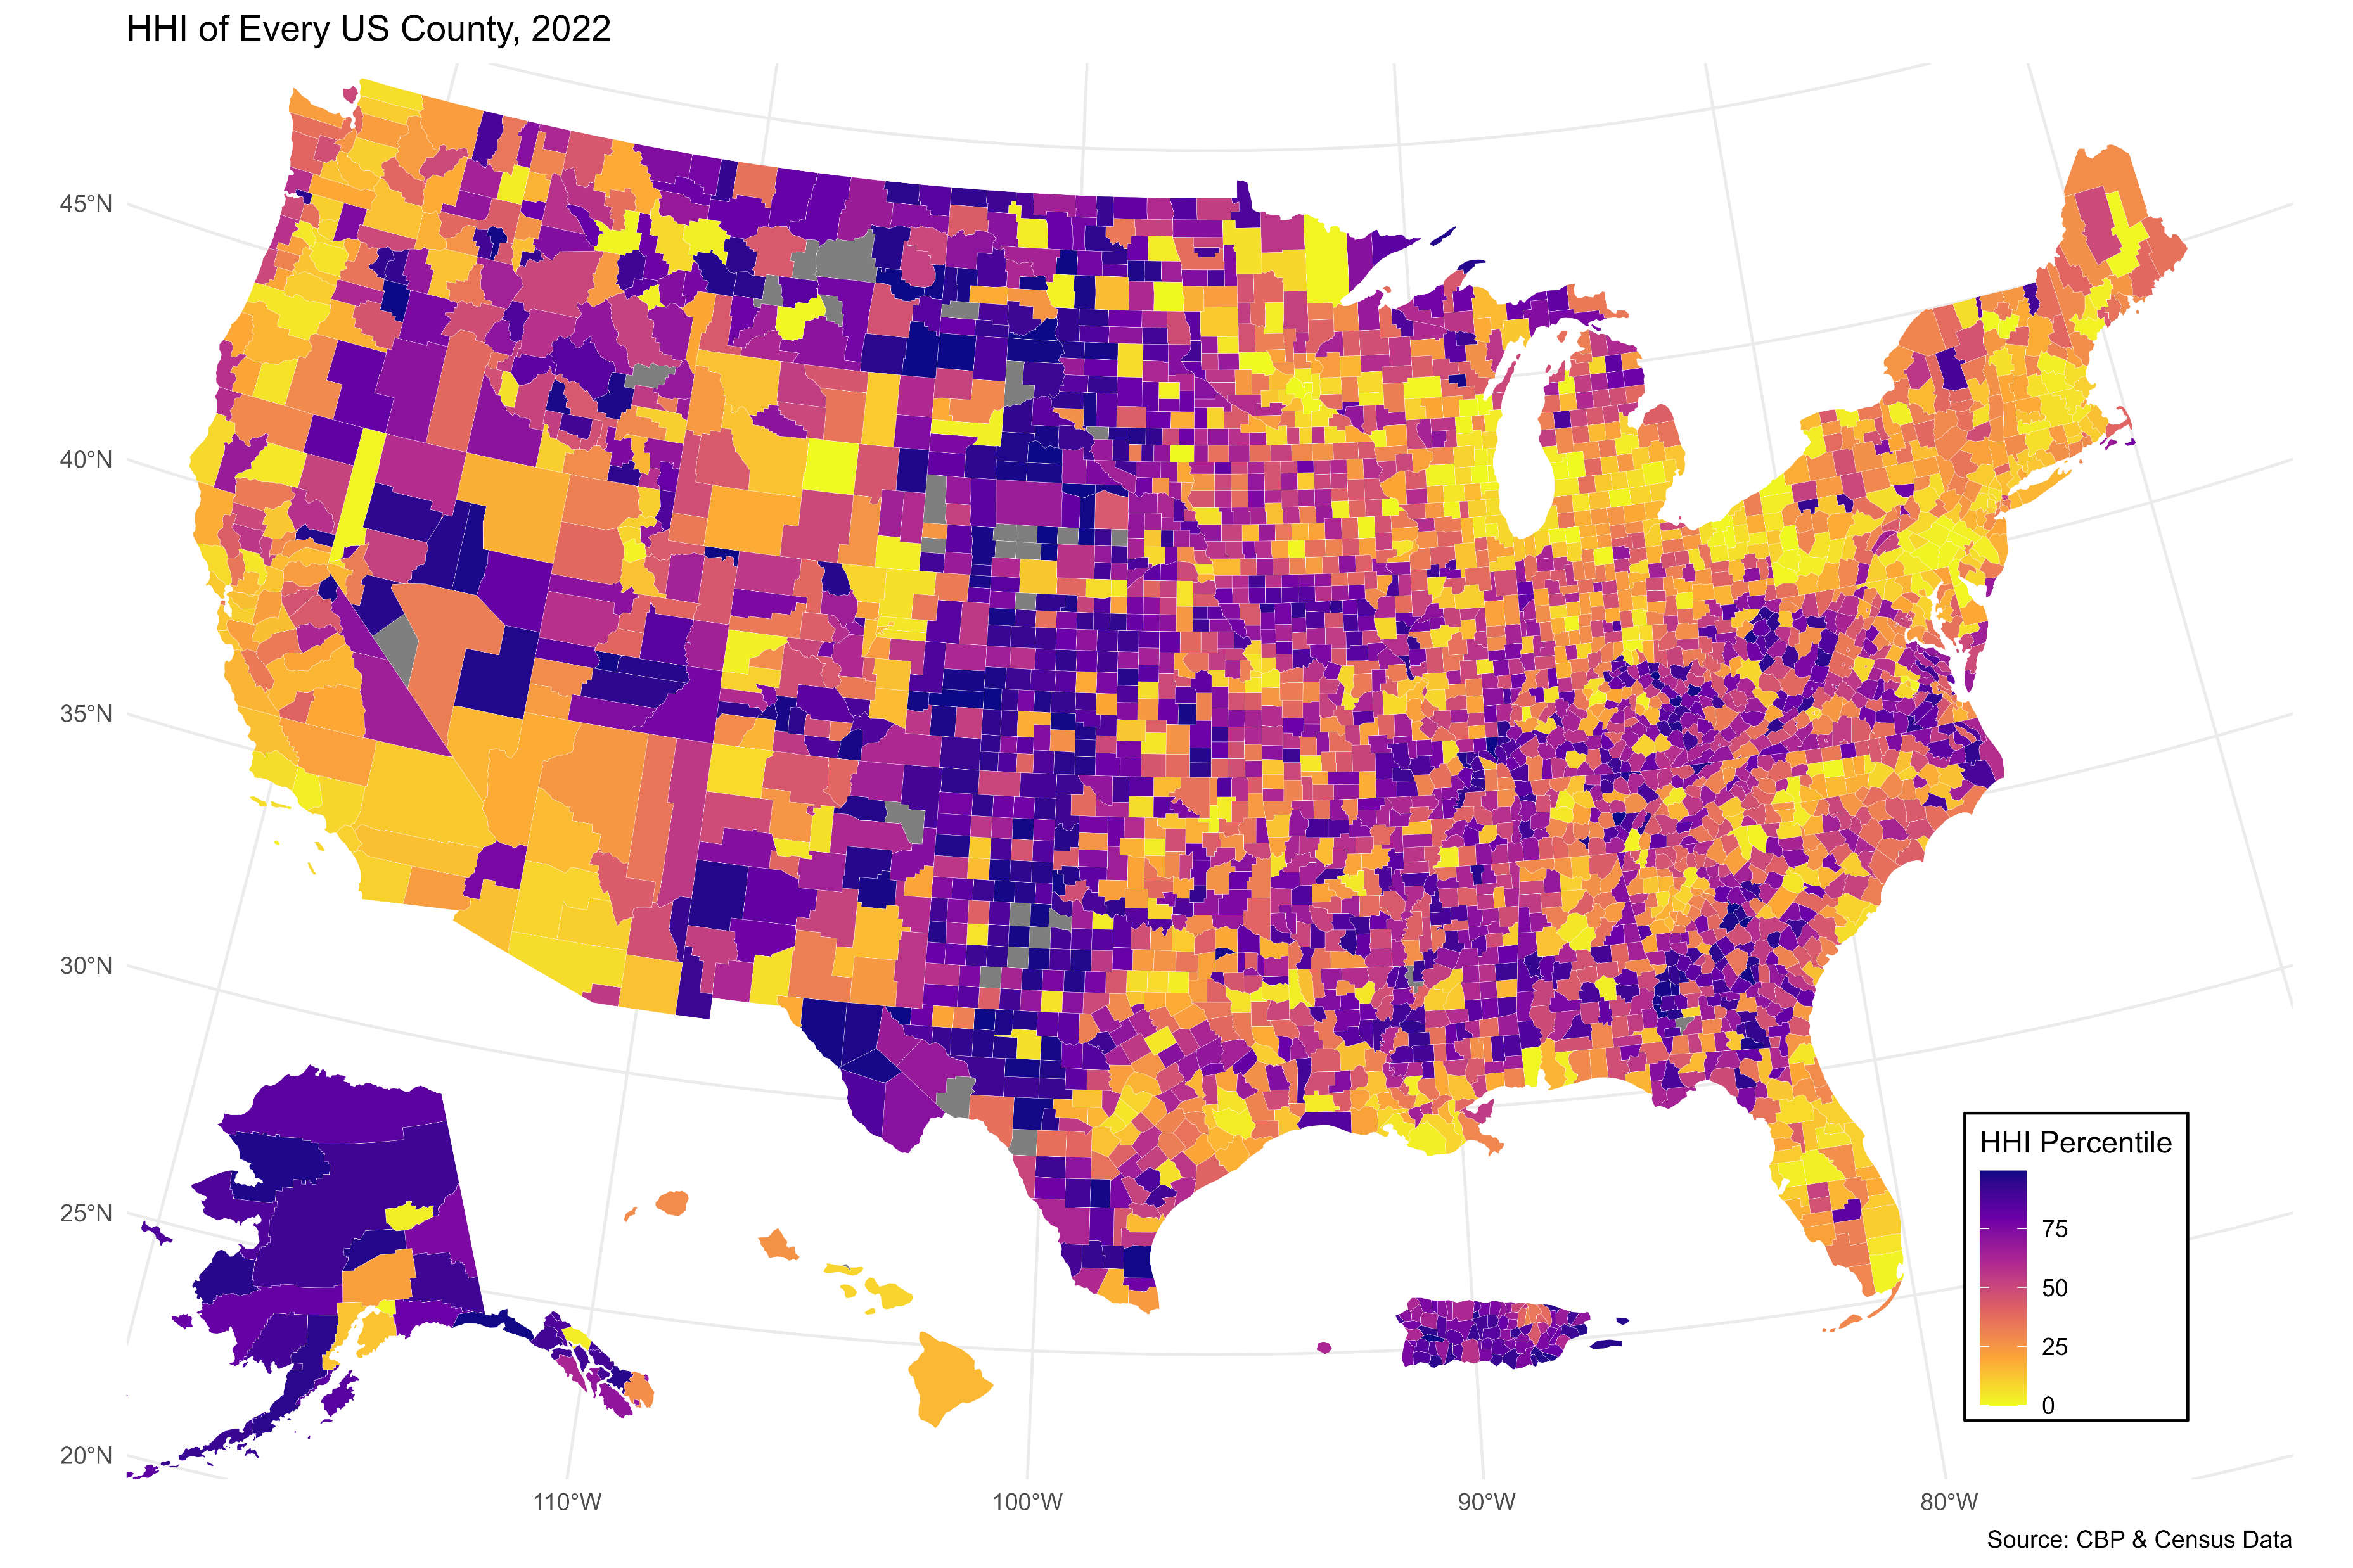 HHI of Every US County, 2022
45°N
40°N
35°N
30°N
25°N
20°N
110°W
100°W
90°W
80°W
HHI Percentile
75
50
25
0
Source: CBP & Census Data